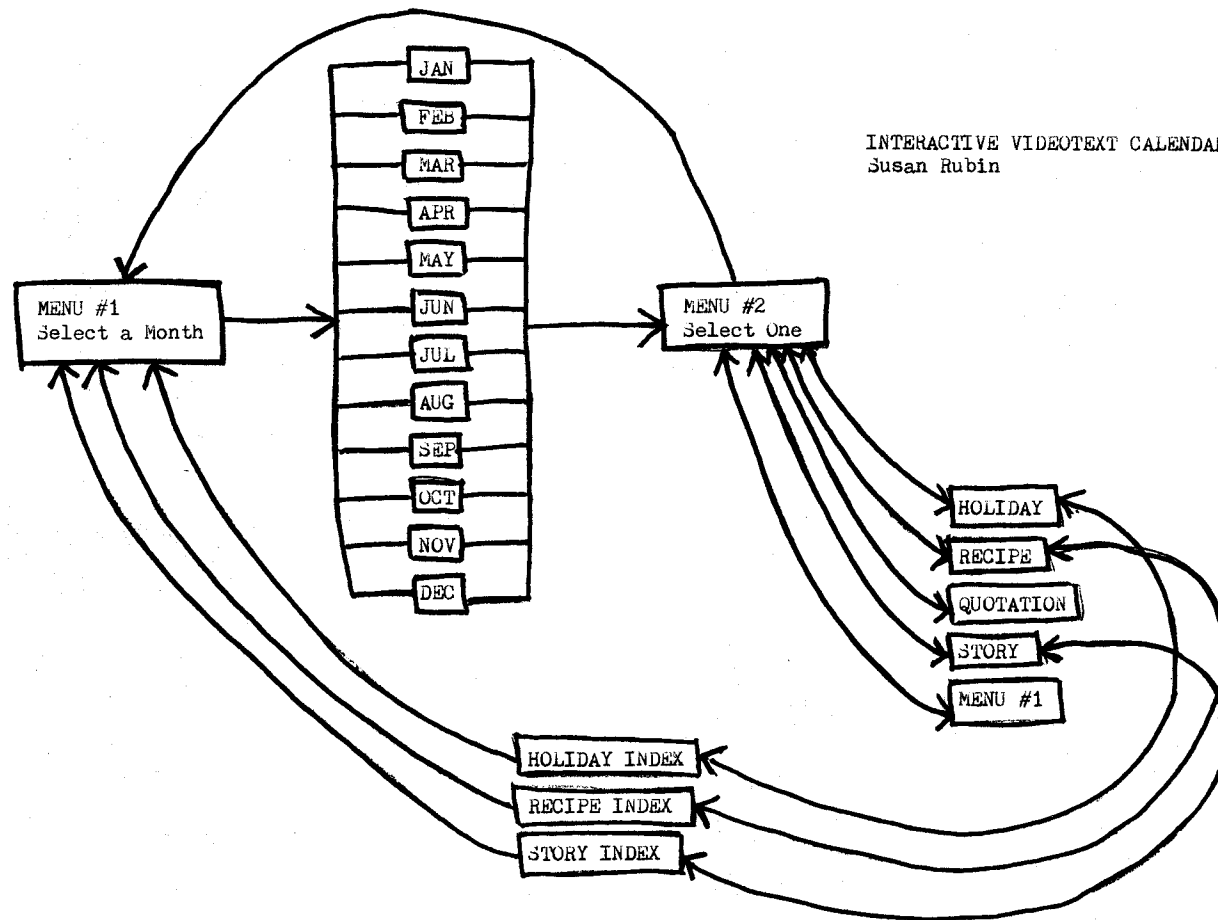 JAN
FEB
MAR
INTERACTIVE VIDEOTEXT CALENDAR
Susan Rubin
APR
MAY
MENU #1
Select a Month
JUN
JUL
AUG
SEP
OCT
NOV
DEC
MENU #2
Select One
HOLIDAY
RECIPE
QUOTATION
STORY
MENU #1
HOLIDAY INDEX
RECIPE INDEX
STORY INDEX